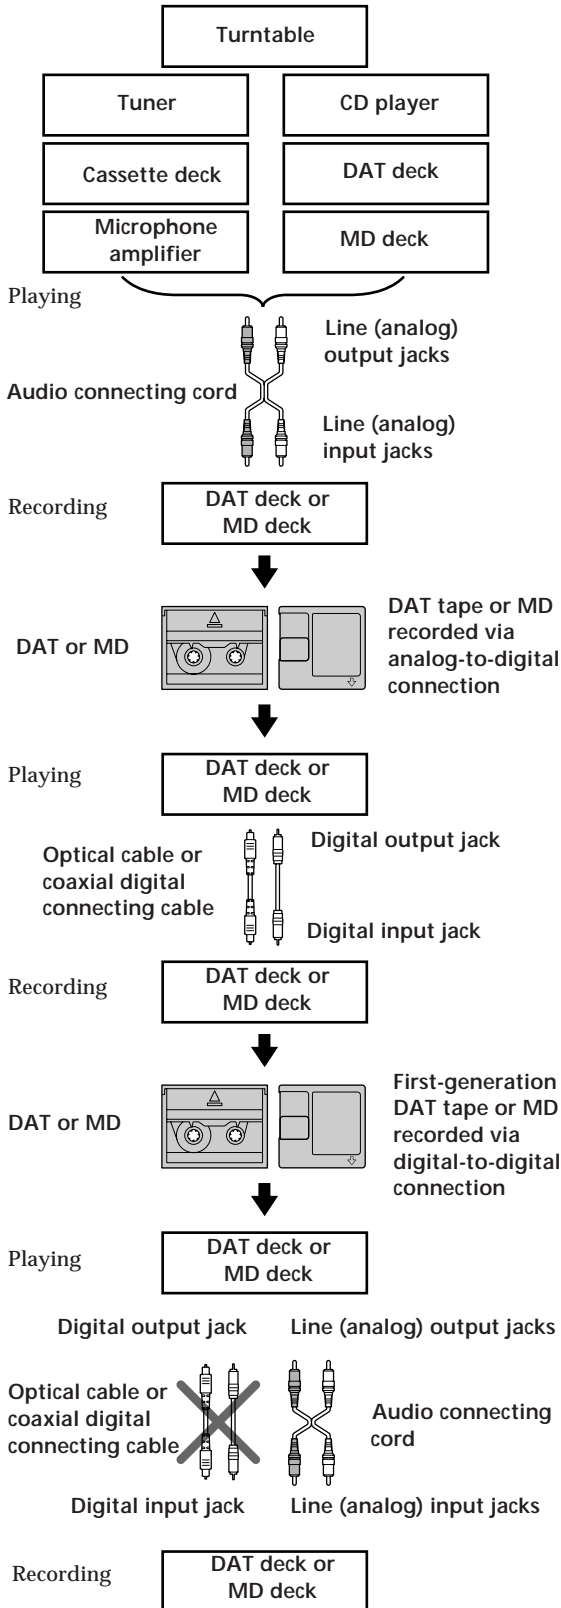 Turntable
Tuner
CD player
Cassette deck
DAT deck
Microphone
amplifier
MD deck
Playing
Line (analog)
output jacks
Audio connecting cord
Line (analog)
input jacks
Recording
DAT deck or
MD deck
DAT or MD
DAT tape or MD
recorded via
analog-to-digital
connection
Playing
DAT deck or
MD deck
Optical cable or
coaxial digital
connecting cable
Digital output jack
Digital input jack
Recording
DAT deck or
MD deck
DAT or MD
First-generation
DAT tape or MD
recorded via
digital-to-digital
connection
Playing
DAT deck or
MD deck
Digital output jack
Line (analog) output jacks
Optical cable or
coaxial digital
connecting cable
Audio connecting
cord
Digital input jack
Line (analog) input jacks
Recording
DAT deck or
MD deck